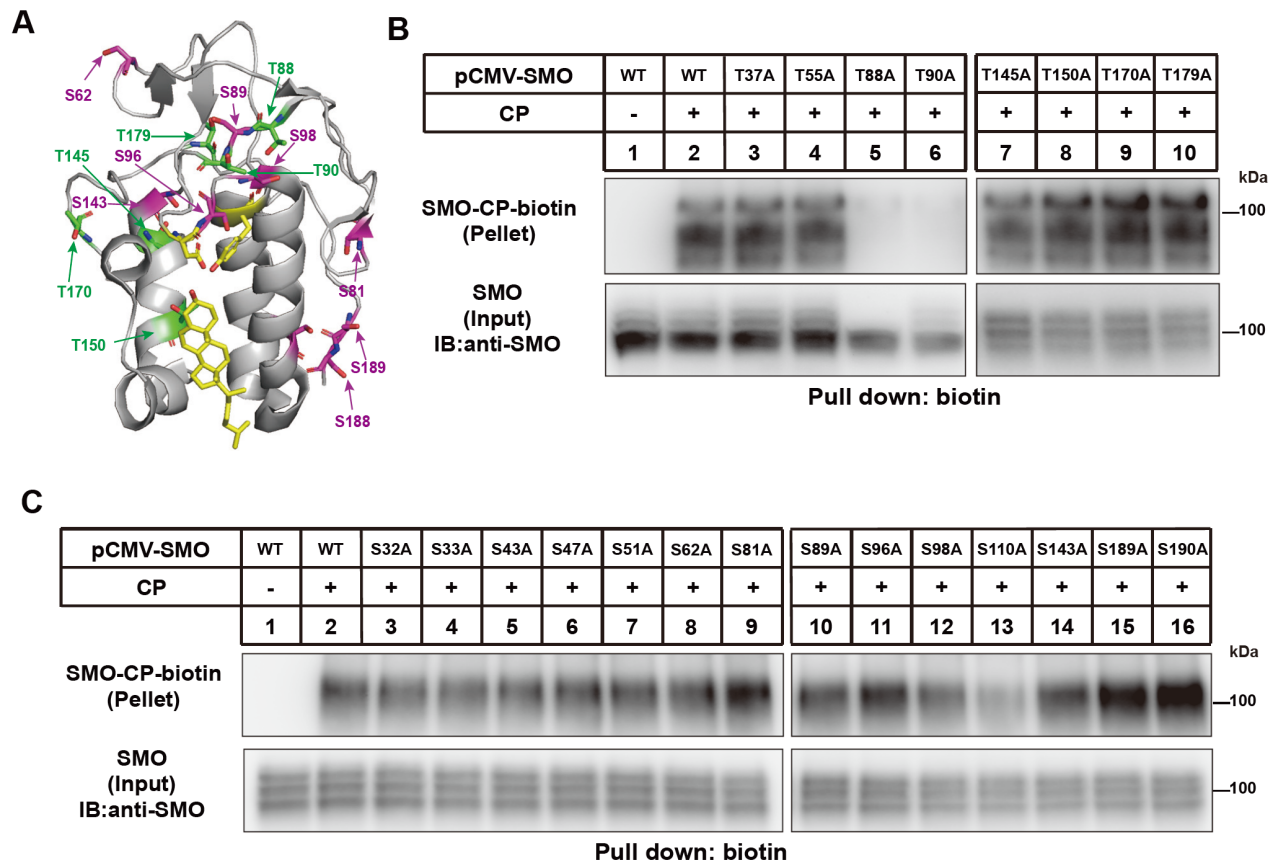 A
S62
T88
S89
T179
S98
T145
S96
T90
S143
T170
S81
T150
S189
S188
B
pCMV-SMO WT WT T37A T55A T88A T90A T145A T150A T170A T179A
CP - + + + + + + + + +
1 2 3 4 5 6 7 8 9 10
kDa
SMO-CP-biotin
(Pellet)
100
SMO
(Input)
IB:anti-SMO
100
Pull down: biotin
C
pCMV-SMO WT WT S32A S33A S43A S47A S51A S62A S81A S89A S96A S98A S110A S143A S189A S190A
CP - + + + + + + + + + + + + + + +
1 2 3 4 5 6 7 8 9 10 11 12 13 14 15 16
kDa
SMO-CP-biotin
(Pellet)
100
SMO
(Input)
IB:anti-SMO
100
Pull down: biotin